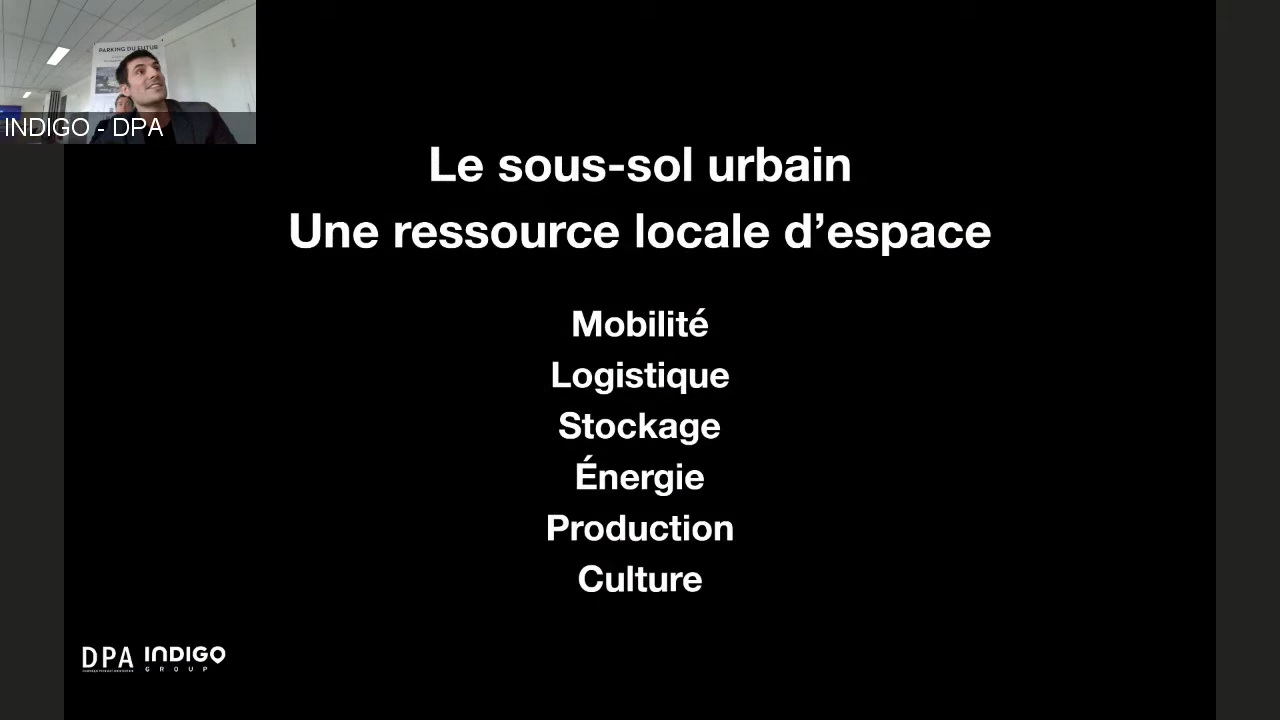 PARKING DU FUTUR
INDIGO - DPA
Le sous-sol urbain
Une ressource locale d’espace
Mobilité
Logistique
Stockage
Énergie
Production
Culture
DPA INDIGO
GROUP